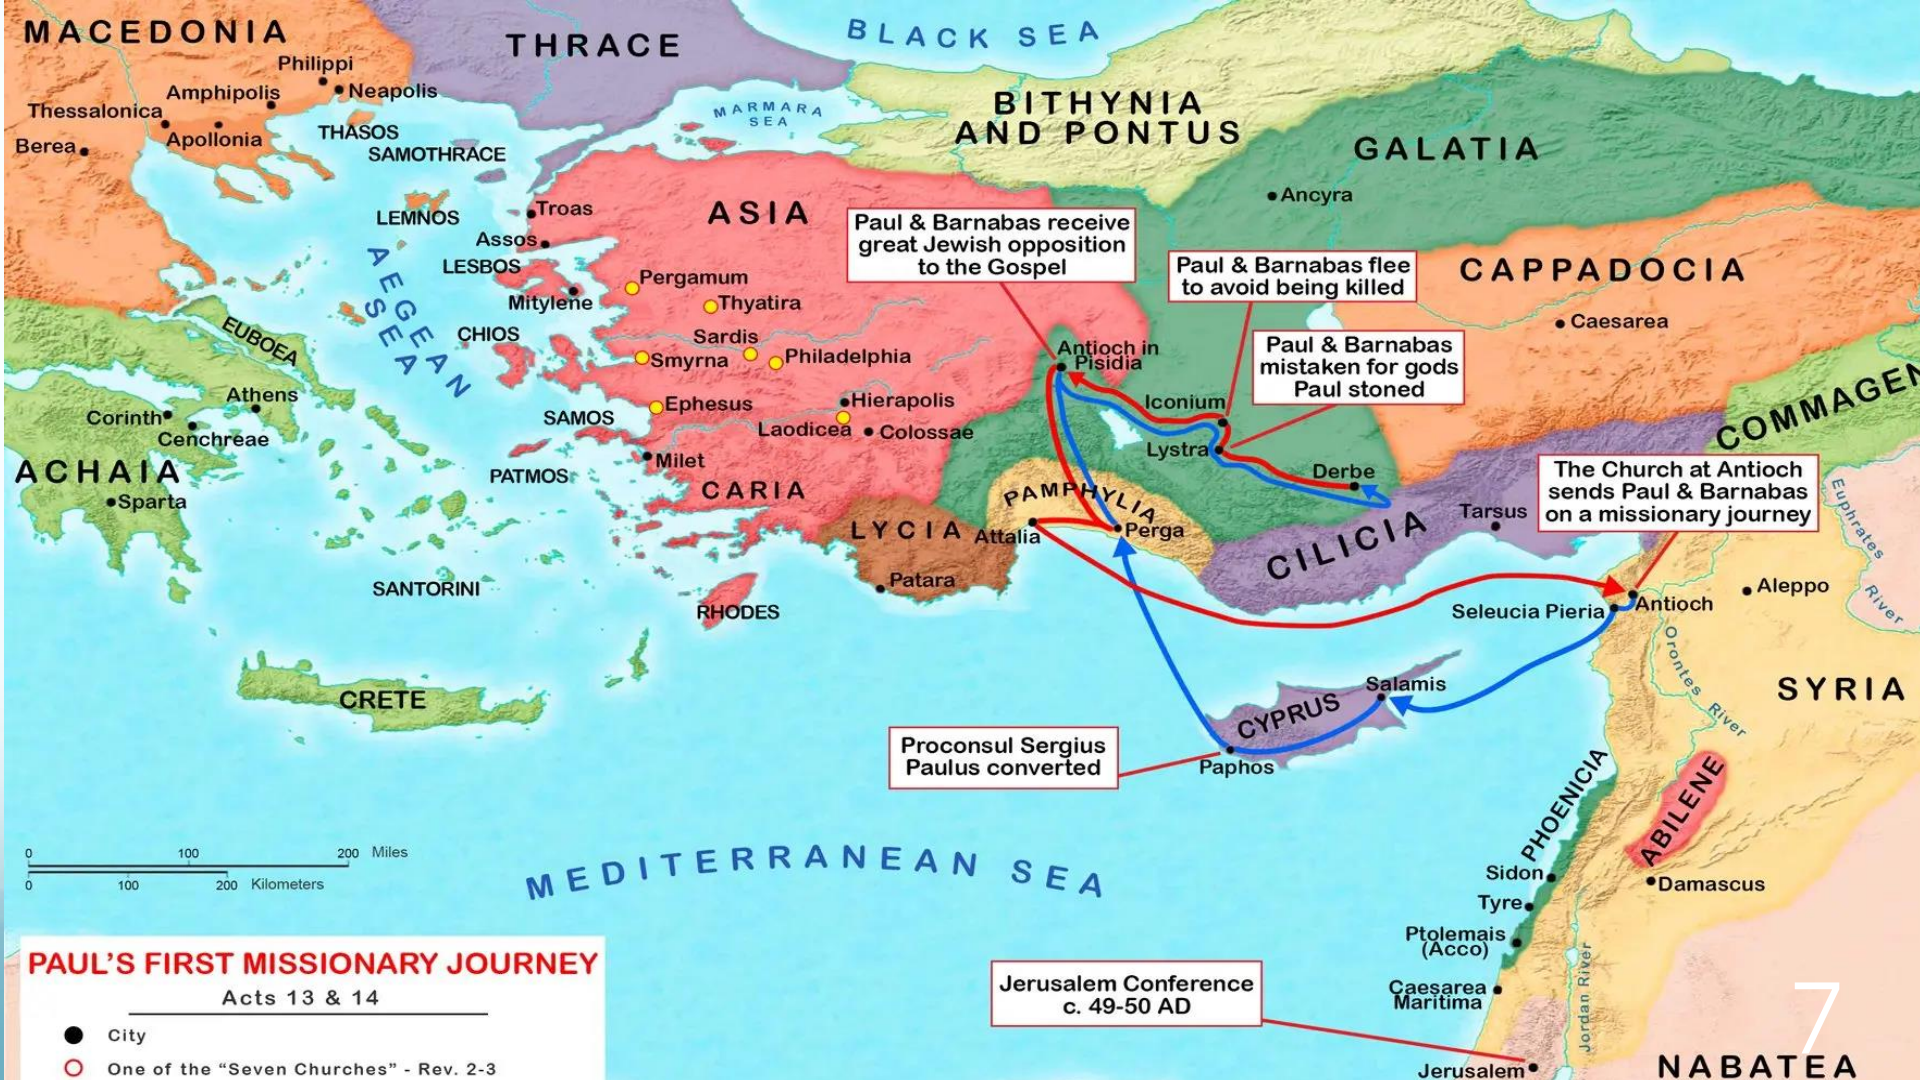 MACEDONIA
THRACE
BLACK SEA
Philippi
Neapolis
Amphipolis
Thessalonica
Apollonia
Berea
THASOS
SAMOTHRACE
MARMARA
SEA
BITHYNIA
AND PONTUS
GALATIA
Ancyra
LEMNOS
Troas
Assos
ASIA
AEGEAN
SEA
LESBOS
Mitylene
Pergamum
Thyatira
Paul & Barnabas receive
great Jewish opposition
to the Gospel
Paul & Barnabas flee
to avoid being killed
CAPPADOCIA
Caesarea
EUBOEA
CHIOS
Sardis
Smyrna
Philadelphia
Antioch in
Pisidia
Paul & Barnabas
mistaken for gods
Paul stoned
COMMAGEN
Athens
Corinth
Cenchreae
SAMOS
Ephesus
Hierapolis
Laodicea
Colossae
Iconium
Lystra
Derbe
ACHAIA
Sparta
PATMOS
Milet
CARIA
PAMPHYLIA
LYCIA
Attalia
Perga
CILICIA
Tarsus
The Church at Antioch
sends Paul & Barnabas
on a missionary journey
Euphrates
River
SANTORINI
Patara
RHODES
Seleucia Pieria
Antioch
Aleppo
Orontes
River
SYRIA
CRETE
CYPRUS
Salamis
Paphos
Proconsul Sergius
Paulus converted
PHOENICIA
ABILENE
0 100 200 Miles
0 100 200 Kilometers
MEDITERRANEAN SEA
Sidon
Damascus
Tyre
Ptolemais
(Acco)
Caesarea
Maritima
Jordan River
Jerusalem Conference
c. 49-50 AD
Jerusalem
NABATEA
7
PAUL'S FIRST MISSIONARY JOURNEY
Acts 13 & 14
City
One of the “Seven Churches” - Rev. 2-3